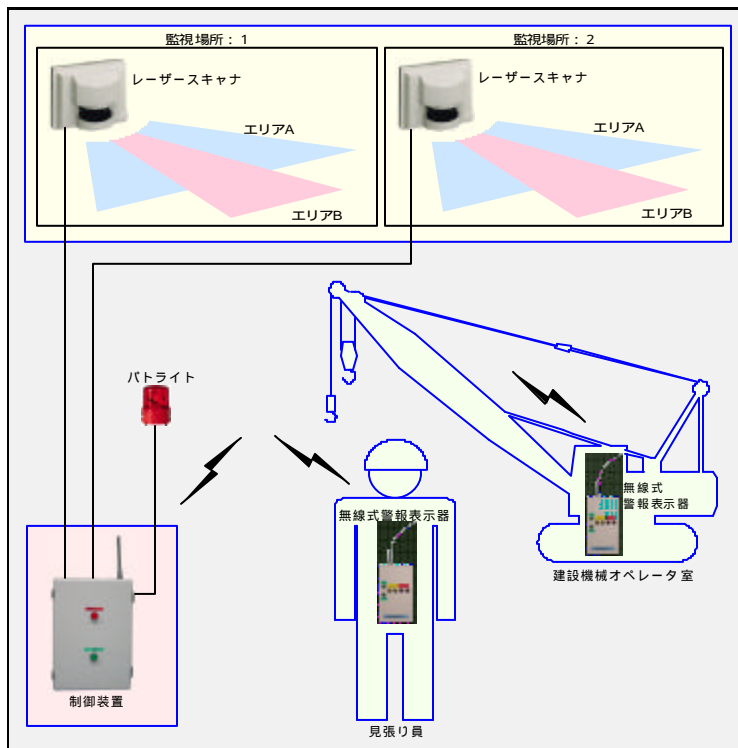 監視場所：1
監視場所：2
レーザースキャナ
レーザースキャナ
エリアA
エリアA
エリアB
エリアB
パトライト
無線式警報表示器
無線式
警報表示器
建設機械オペレータ室
制御装置
見張り員